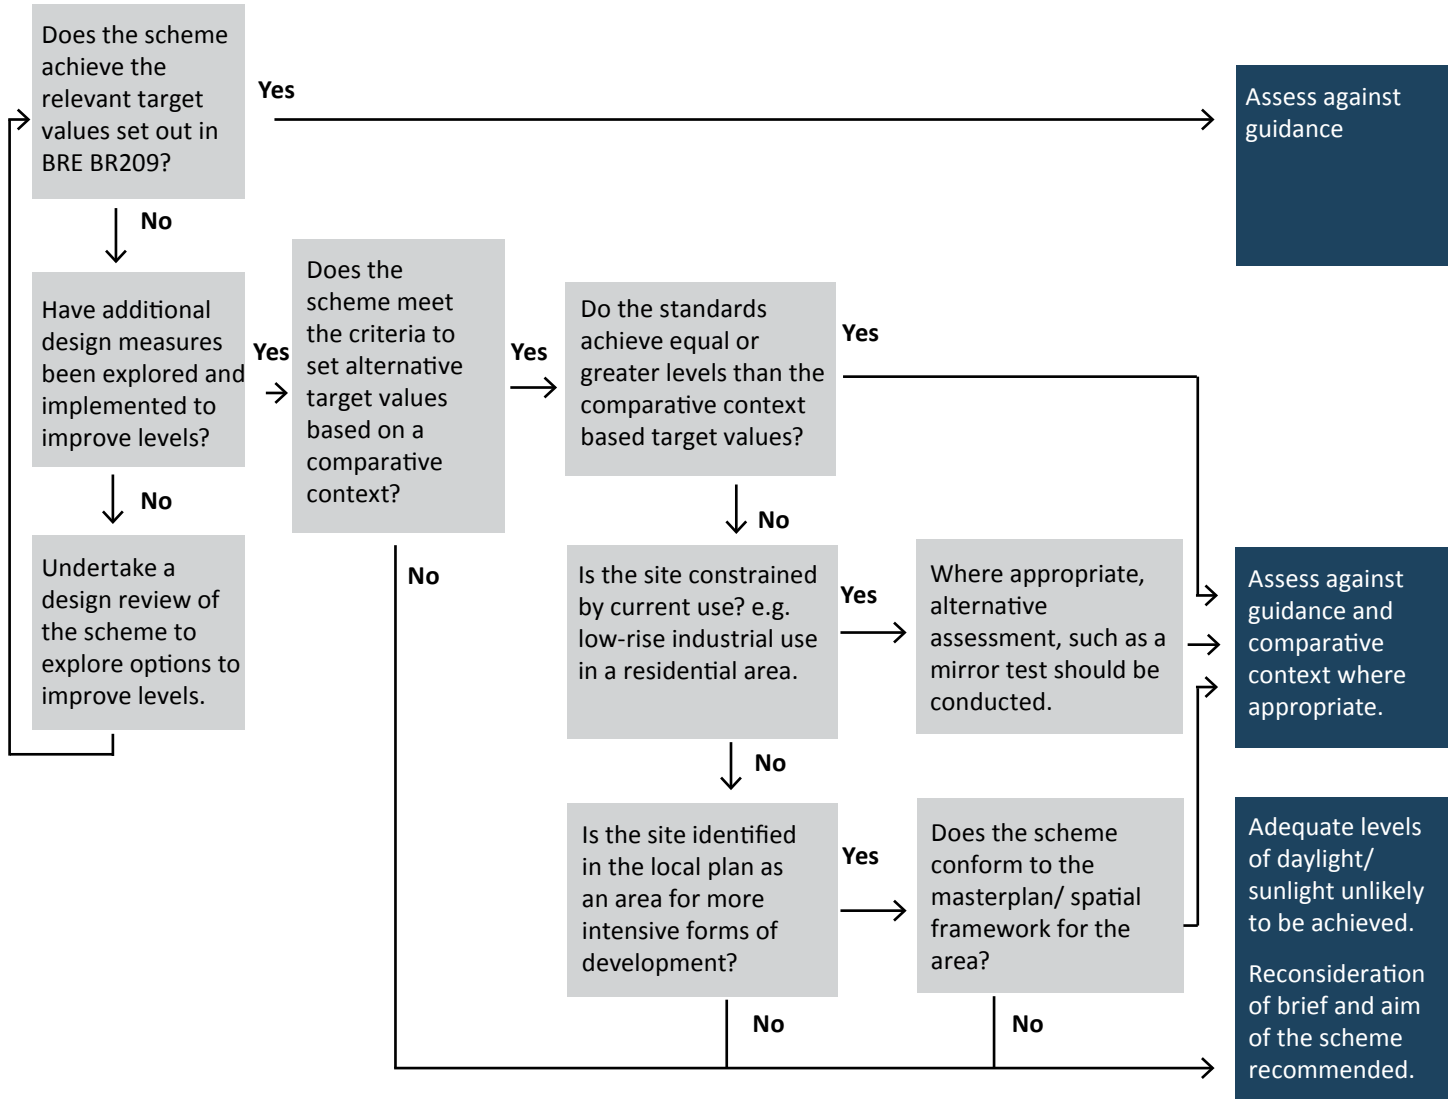 Does the scheme
achieve the
relevant target
values set out in
BRE BR209?
Yes
Assess against
guidance
No
Have additional
design measures
been explored and
implemented to
improve levels?
Yes
Does the
scheme meet
the criteria to
set alternative
target values
based on a
comparative
context?
Yes
Do the standards
achieve equal or
greater levels than the
comparative context
based target values?
Yes
No
Undertake a
design review of
the scheme to
explore options to
improve levels.
No
No
Is the site constrained
by current use? e.g.
low-rise industrial use
in a residential area.
Yes
Where appropriate,
alternative
assessment, such as a
mirror test should be
conducted.
Assess against
guidance and
comparative
context where
appropriate.
No
Is the site identified
in the local plan as
an area for more
intensive forms of
development?
Yes
Does the scheme
conform to the
masterplan/ spatial
framework for the
area?
No
No
Adequate levels
of daylight/
sunlight unlikely
to be achieved.
Reconsideration
of brief and aim
of the scheme
recommended.